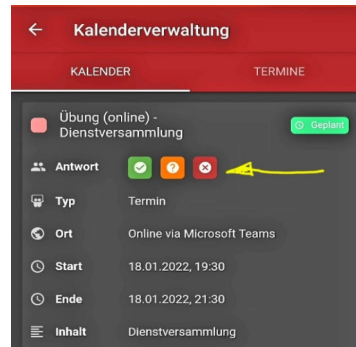 Kalenderverwaltung
KALENDER TERMINE
Übung (online) -
Dienstversammlung
Geplant
Antwort
Typ Termin
Ort Online via Microsoft Teams
Start 18.01.2022, 19:30
Ende 18.01.2022, 21:30
Inhalt Dienstversammlung